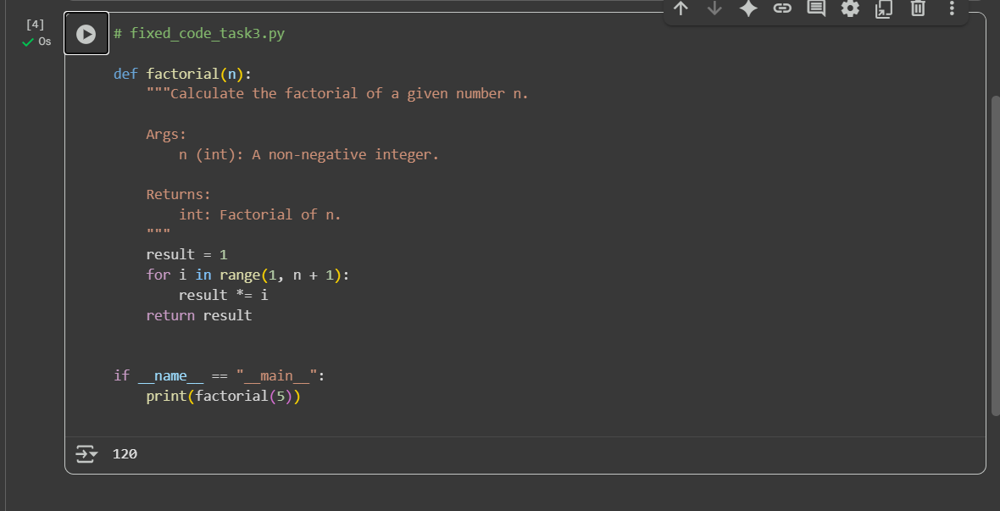 [4]
0s
# fixed_code_task3.py
def factorial(n):
    """Calculate the factorial of a given number n.
    Args:
        n (int): A non-negative integer.
    Returns:
        int: Factorial of n.
    """
    result = 1
    for i in range(1, n + 1):
        result *= i
    return result
if __name__ == "__main__":
    print(factorial(5))
120